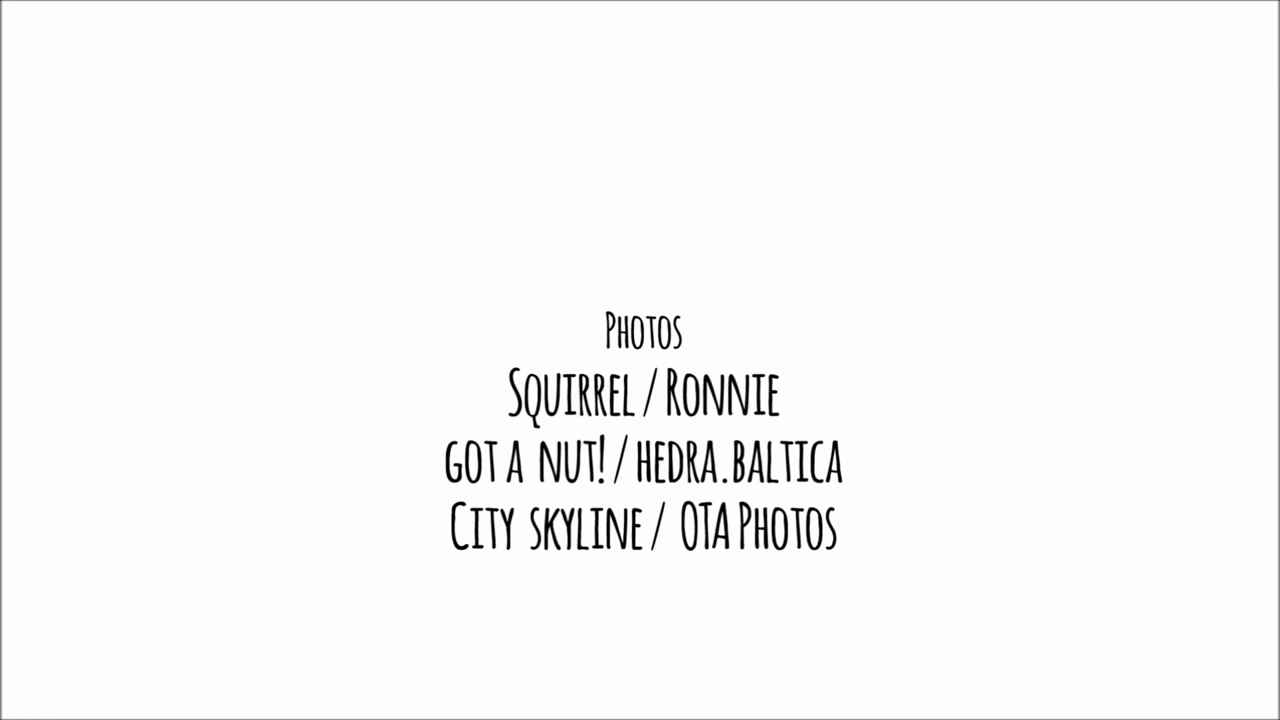 Photos
Squirrel / Ronnie
got a nut! / hedra.baltica
City skyline / OTA Photos